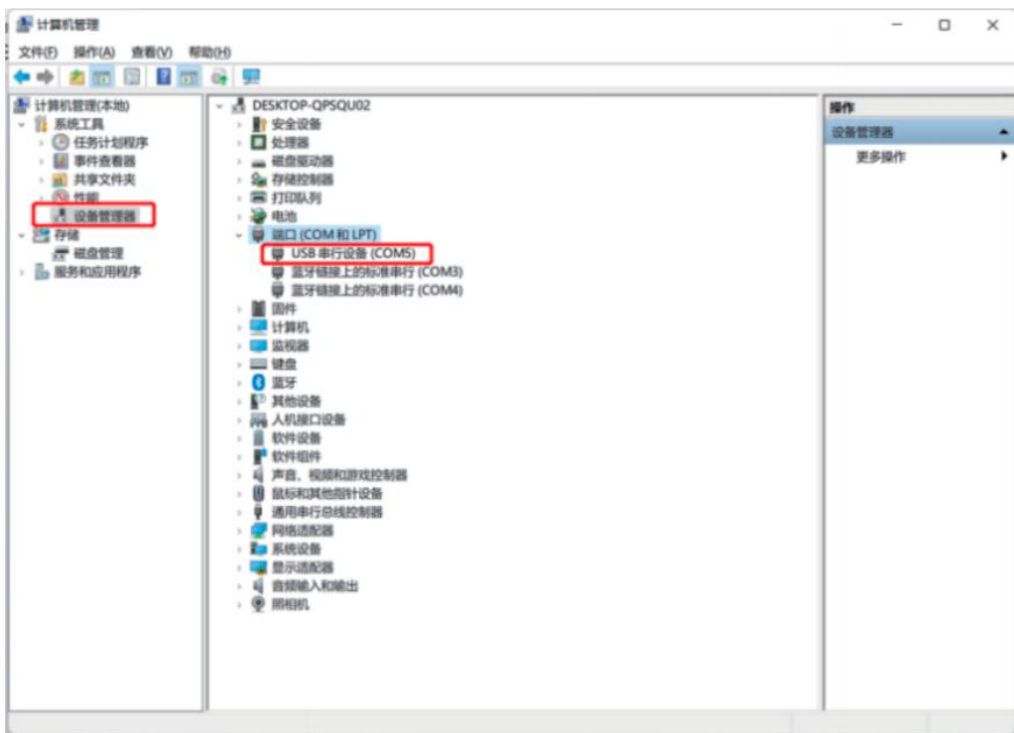 计算机管理
文件(F) 操作(A) 查看(V) 帮助(H)
计算机管理(本地)
系统工具
任务计划程序
事件查看器
共享文件夹
性能
设备管理器
存储
磁盘管理
服务和应用程序
DESKTOP-QPSQU02
安全设备
处理器
磁盘驱动器
存储控制器
打印队列
电池
端口 (COM 和 LPT)
USB 串行设备 (COM5)
蓝牙链接上的标准串行 (COM3)
蓝牙链接上的标准串行 (COM4)
固件
计算机
监视器
键盘
蓝牙
其他设备
人机接口设备
软件设备
软件组件
声音、视频和游戏控制器
鼠标和其他指针设备
通用串行总线控制器
网络适配器
系统设备
显示适配器
音频输入和输出
照相机
操作
设备管理器
更多操作